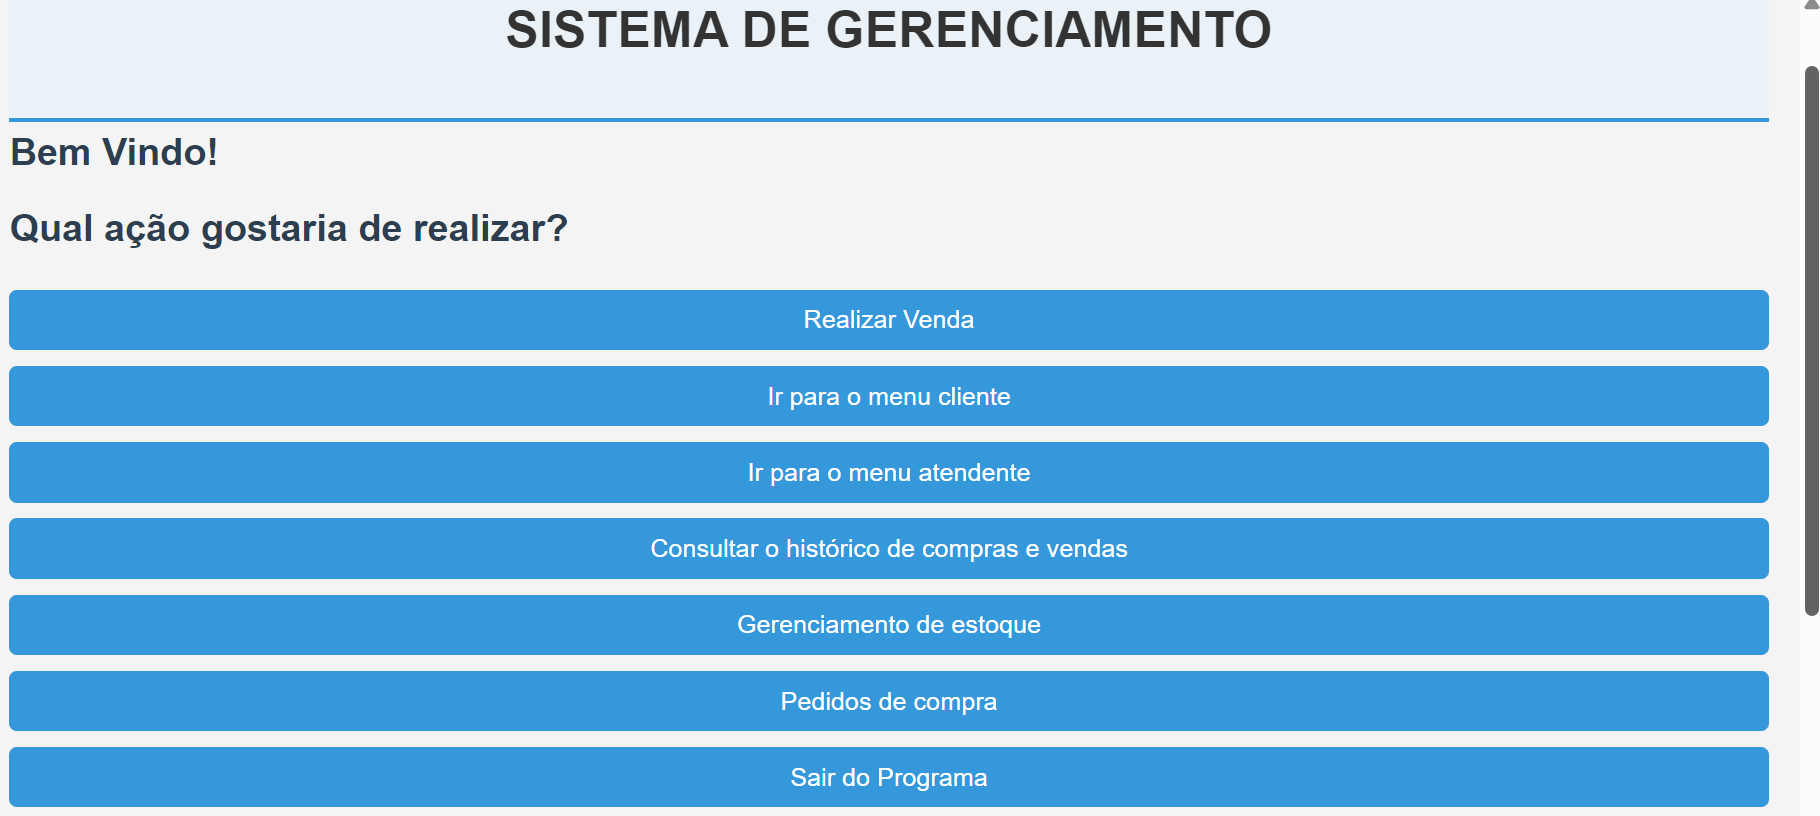 SISTEMA DE GERENCIAMENTO
Bem Vindo!
Qual ação gostaria de realizar?
Realizar Venda
Ir para o menu cliente
Ir para o menu atendente
Consultar o histórico de compras e vendas
Gerenciamento de estoque
Pedidos de compra
Sair do Programa